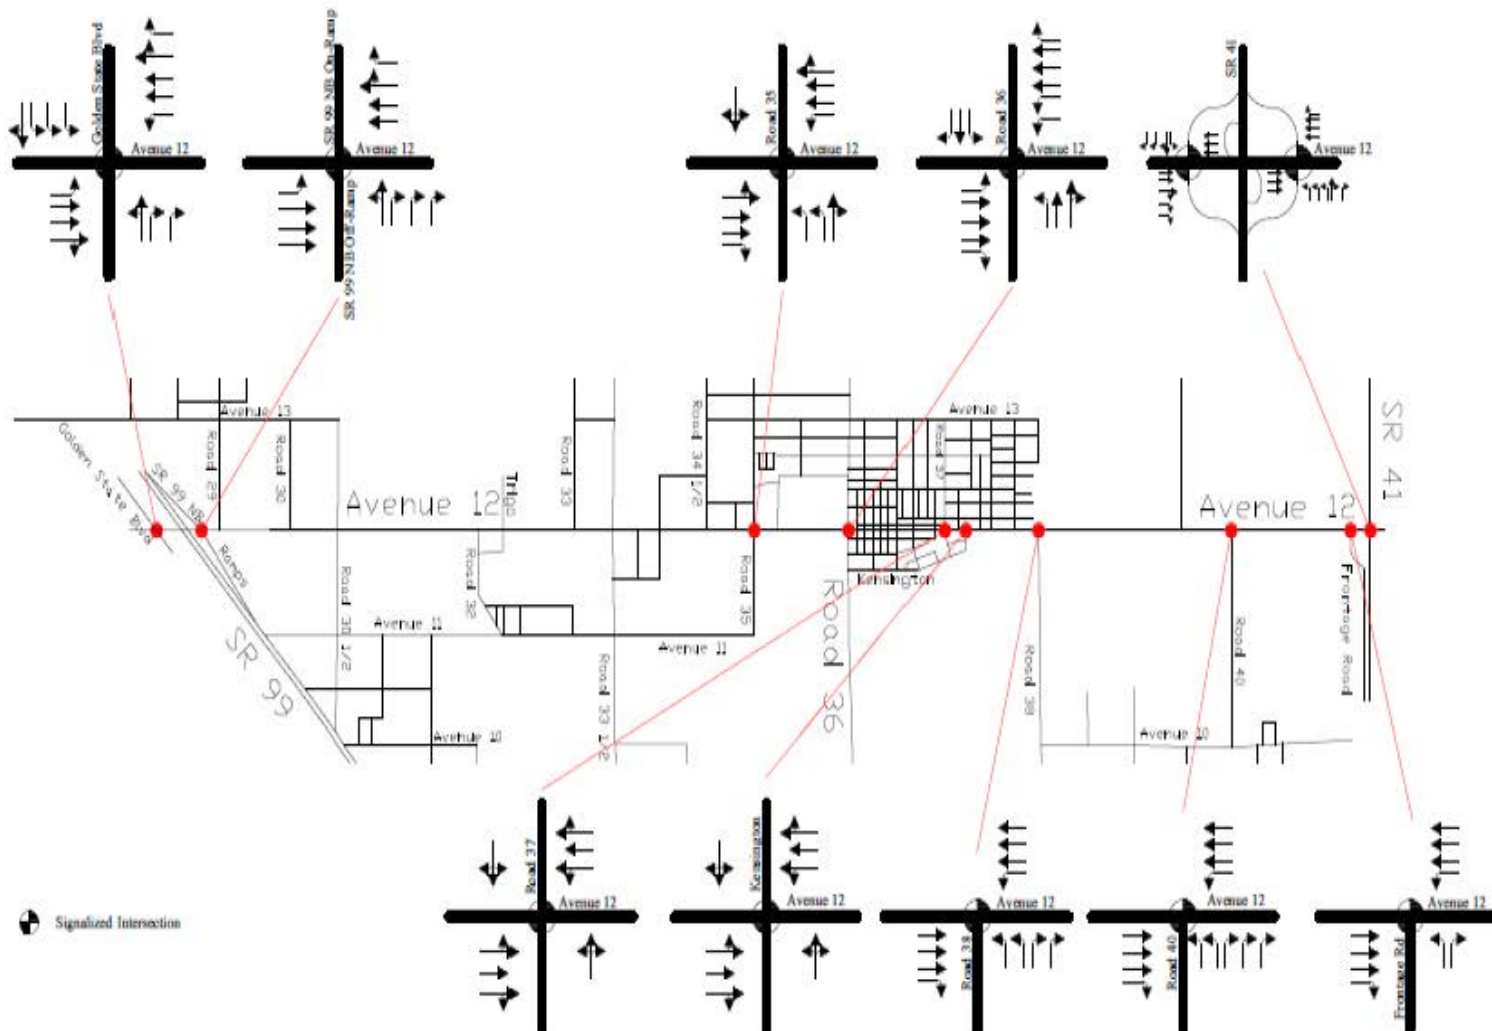 Golden State Blvd
Avenue 12
SR 99 NB On-Ramp
Avenue 12
SR 99 NB Off-Ramp
Road 35
Avenue 12
Road 36
Avenue 12
SR 41
Avenue 12
Avenue 13
Avenue 13
Golden State Blvd
SR 99 NB Ramps
Road 29
Road 30
Avenue 12
Trigo
Road 33
Road 34 1/2
Road 37
Avenue 12
SR 41
Kensington
Road 32
Road 35
Road 36
Frontage Road
Road 40
Road 30 1/2
Avenue 11
Avenue 11
SR 99
Road 33 1/2
Road 38
Avenue 10
Avenue 10
Road 37
Avenue 12
Kensington
Avenue 12
Avenue 12
Road 38
Avenue 12
Road 40
Avenue 12
Frontage Rd
Signalized Intersection